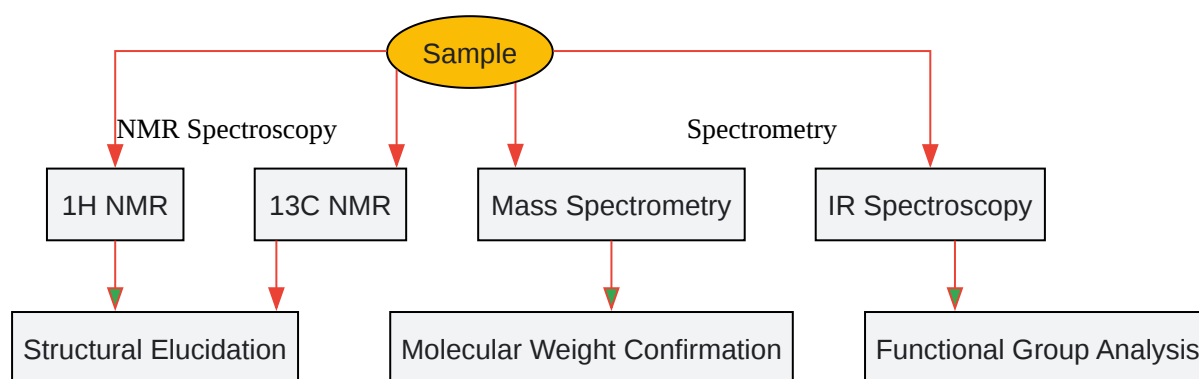 Sample
NMR Spectroscopy
Spectrometry
1H NMR
13C NMR
Mass Spectrometry
IR Spectroscopy
Structural Elucidation
Molecular Weight Confirmation
Functional Group Analysis